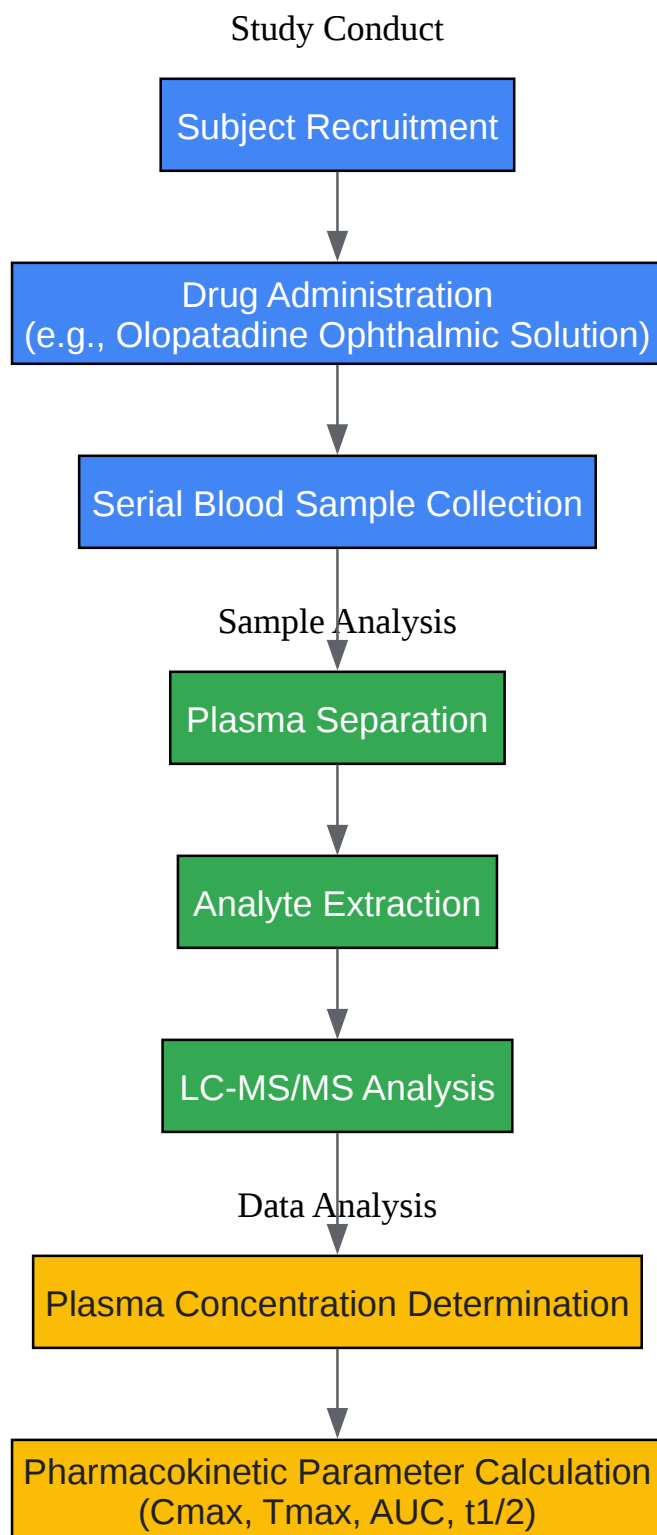 Study Conduct
Subject Recruitment
Drug Administration
(e.g., Olopatadine Ophthalmic Solution)
Serial Blood Sample Collection
Sample Analysis
Plasma Separation
Analyte Extraction
LC-MS/MS Analysis
Data Analysis
Plasma Concentration Determination
Pharmacokinetic Parameter Calculation
(Cmax, Tmax, AUC, t1/2)